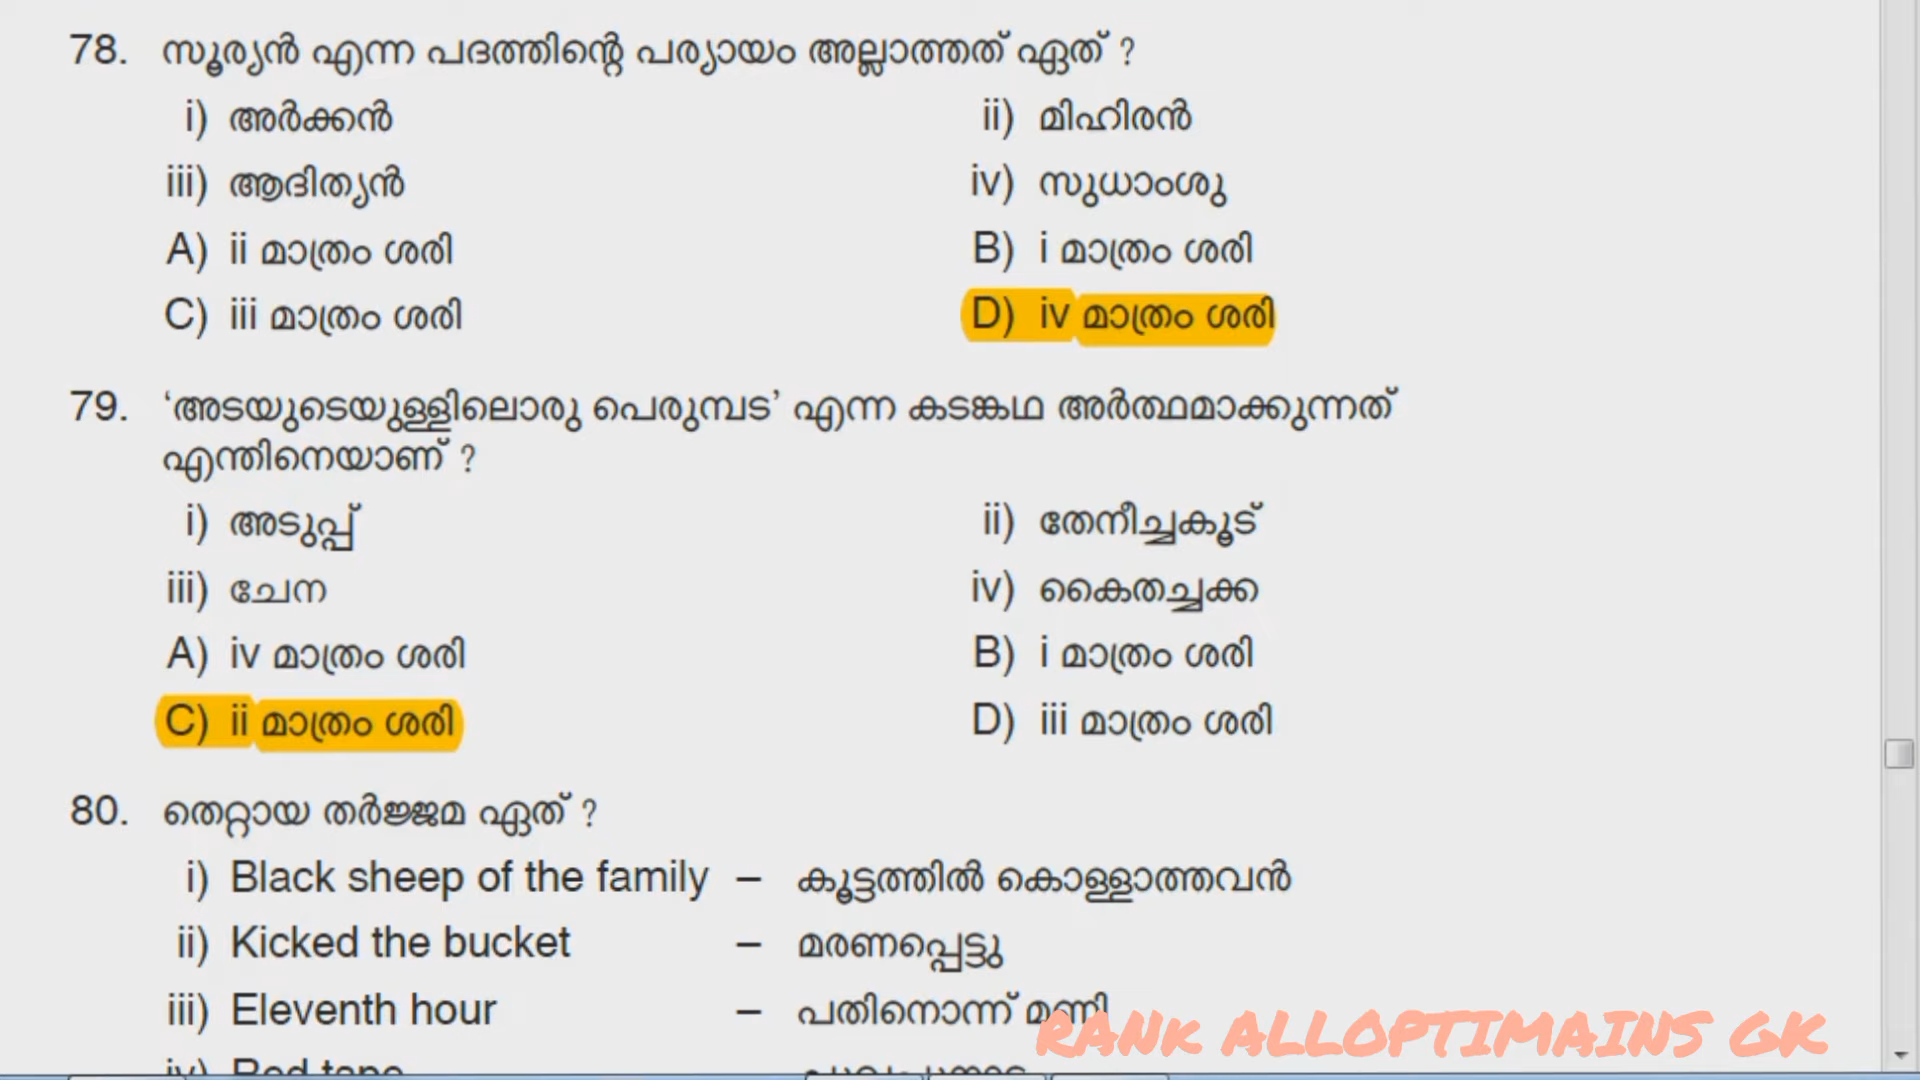 78. സൂര്യൻ എന്ന പദത്തിന്റെ പര്യായം അല്ലാത്തത് ഏത് ?
i) അർക്കൻ ii) മിഹിരൻ
iii) ആദിത്യൻ iv) സുധാംശു
A) ii മാത്രം ശരി B) i മാത്രം ശരി
C) iii മാത്രം ശരി D) iv മാത്രം ശരി
79. ‘അടയുടെയുള്ളിലൊരു പെരുമ്പട’ എന്ന കടങ്കഥ അർത്ഥമാക്കുന്നത്
എന്തിനെയാണ് ?
i) അടുപ്പ് ii) തേനീച്ചകൂട്
iii) ചേന iv) കൈതച്ചക്ക
A) iv മാത്രം ശരി B) i മാത്രം ശരി
C) ii മാത്രം ശരി D) iii മാത്രം ശരി
80. തെറ്റായ തർജ്ജമ ഏത് ?
i) Black sheep of the family – കൂട്ടത്തിൽ കൊള്ളാത്തവൻ
ii) Kicked the bucket – മരണപ്പെട്ടു
iii) Eleventh hour – പതിനൊന്ന് മണി
iv) Red tape
RANK ALLOPTIMAINS GK